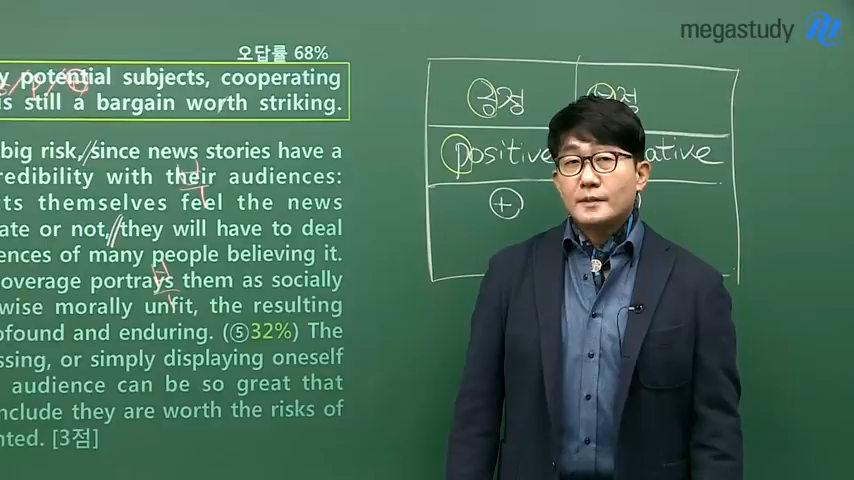 megastudy
오답률 68%
potential subjects, cooperating
is still a bargain worth striking.
big risk, since news stories have a
redibility with their audiences:
cts themselves feel the news
ate or not, they will have to deal
ences of many people believing it.
overage portrays them as socially
wise morally unfit, the resulting
ofound and enduring. (⑤32%) The
ssing, or simply displaying oneself
audience can be so great that
nclude they are worth the risks of
nted. [3점]
긍정
positive ative
+